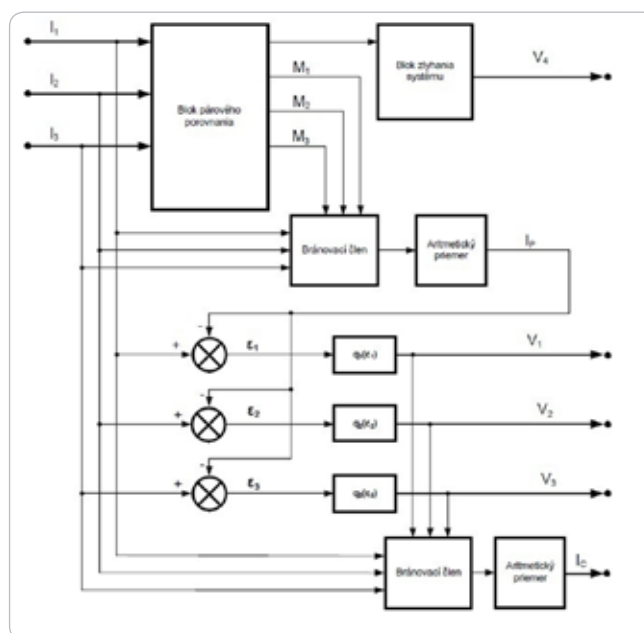 I₁
I₂
I₃
Blok párového
porovnania
M₁
M₂
M₃
Blok zlyhania
systému
V₄
Bránovací člen
Aritmetický
priemer
Iₚ
-
+
ε₁
V₁
-
+
ε₂
V₂
-
+
ε₃
V₃
Bránovací člen
Aritmetický
priemer